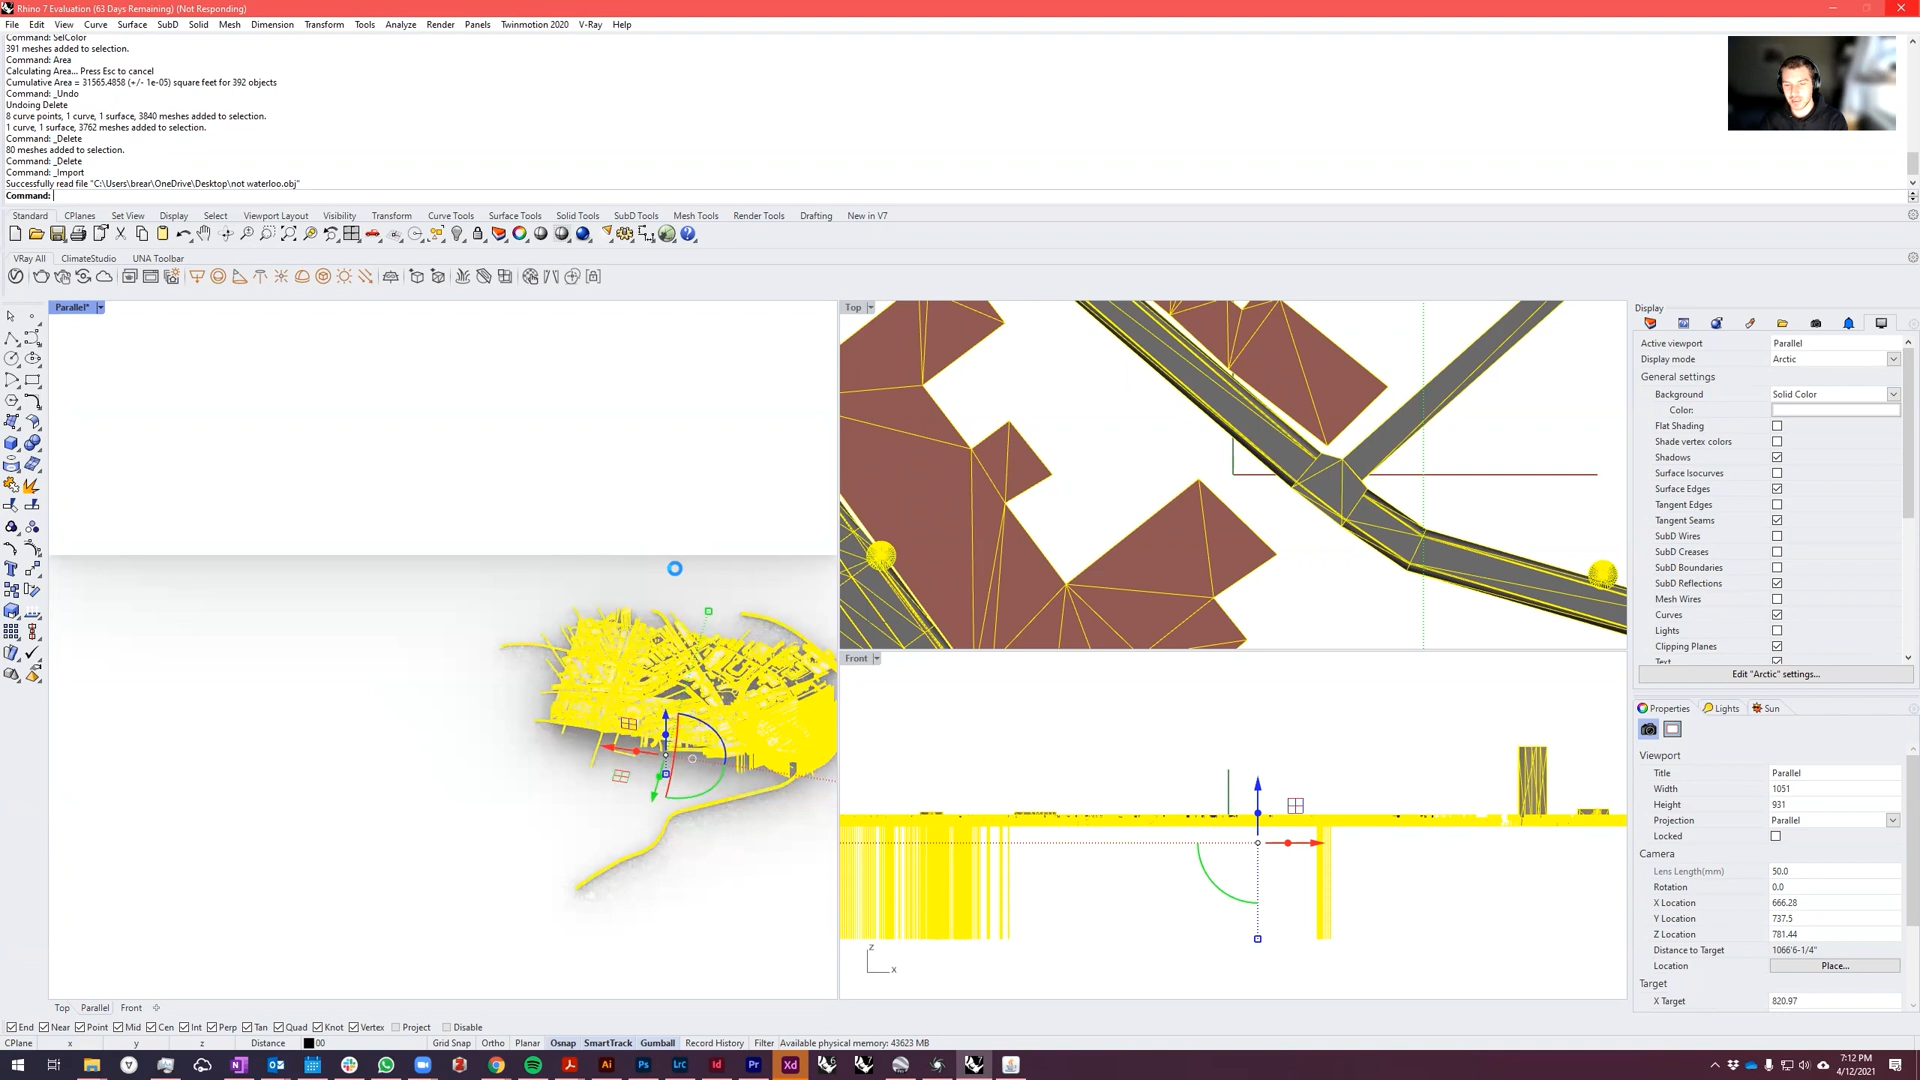 Rhino 7 Evaluation (63 Days Remaining) (Not Responding)
File Edit View Curve Surface SubD Solid Mesh Dimension Transform Tools Analyze Render Panels Twinmotion 2020 V-Ray Help
Command: SelColor
391 meshes added to selection.
Command: Area
Calculating Area... Press Esc to cancel
Cumulative Area = 31565.4858 (+/- 1e-05) square feet for 392 objects
Command: _Undo
Undoing Delete
8 curve points, 1 curve, 1 surface, 3840 meshes added to selection.
1 curve, 1 surface, 3762 meshes added to selection.
Command: _Delete
80 meshes added to selection.
Command: _Delete
Command: _Import
Successfully read file "C:\Users\brear\OneDrive\Desktop\not waterloo.obj"
Command:
Standard CPlanes Set View Display Select Viewport Layout Visibility Transform Curve Tools Surface Tools Solid Tools SubD Tools Mesh Tools Render Tools Drafting New in V7
VRay All ClimateStudio UNA Toolbar
Parallel*
Top
Front
z
x
Display
Active viewport Parallel
Display mode Arctic
General settings
Background Solid Color
Color:
Flat Shading
Shade vertex colors
Shadows
Surface Isocurves
Surface Edges
Tangent Edges
Tangent Seams
SubD Wires
SubD Creases
SubD Boundaries
SubD Reflections
Mesh Wires
Curves
Lights
Clipping Planes
Text
Edit "Arctic" settings...
Properties Lights Sun
Viewport
Title Parallel
Width 1051
Height 931
Projection Parallel
Locked
Camera
Lens Length(mm) 50.0
Rotation 0.0
X Location 666.28
Y Location 737.5
Z Location 781.44
Distance to Target 1066'6-1/4"
Location Place...
Target
X Target 820.97
Top Parallel Front
End Near Point Mid Cen Int Perp Tan Quad Knot Vertex Project Disable
CPlane x y z Distance 00 Grid Snap Ortho Planar Osnap SmartTrack Gumball Record History Filter Available physical memory: 43623 MB
Ai Ps Lrc Id Pr Xd
7:12 PM
4/12/2021